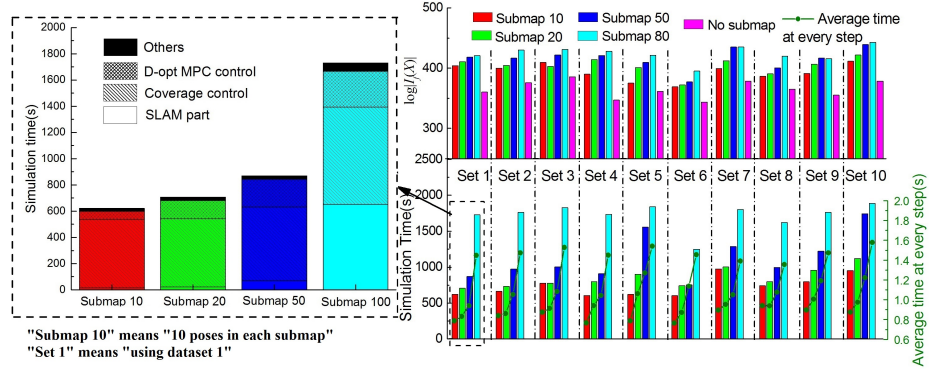 2000
1800
1600
1400
1200
1000
800
600
400
200
0
Simulation time(s)
Others
D-opt MPC control
Coverage control
SLAM part
Submap 10
Submap 20
Submap 50
Submap 100
"Submap 10" means "10 poses in each submap"
"Set 1" means "using dataset 1"
500
400
300
2500
Submap 10
Submap 20
Submap 50
Submap 80
No submap
Average time
at every step
Set 1 Set 2 Set 3 Set 4 Set 5 Set 6 Set 7 Set 8 Set 9 Set 10
2000
1500
1000
500
0
Simulation Time(s)
2.0
1.8
1.6
1.4
1.2
1.0
0.8
0.6
Average time at every step(s)